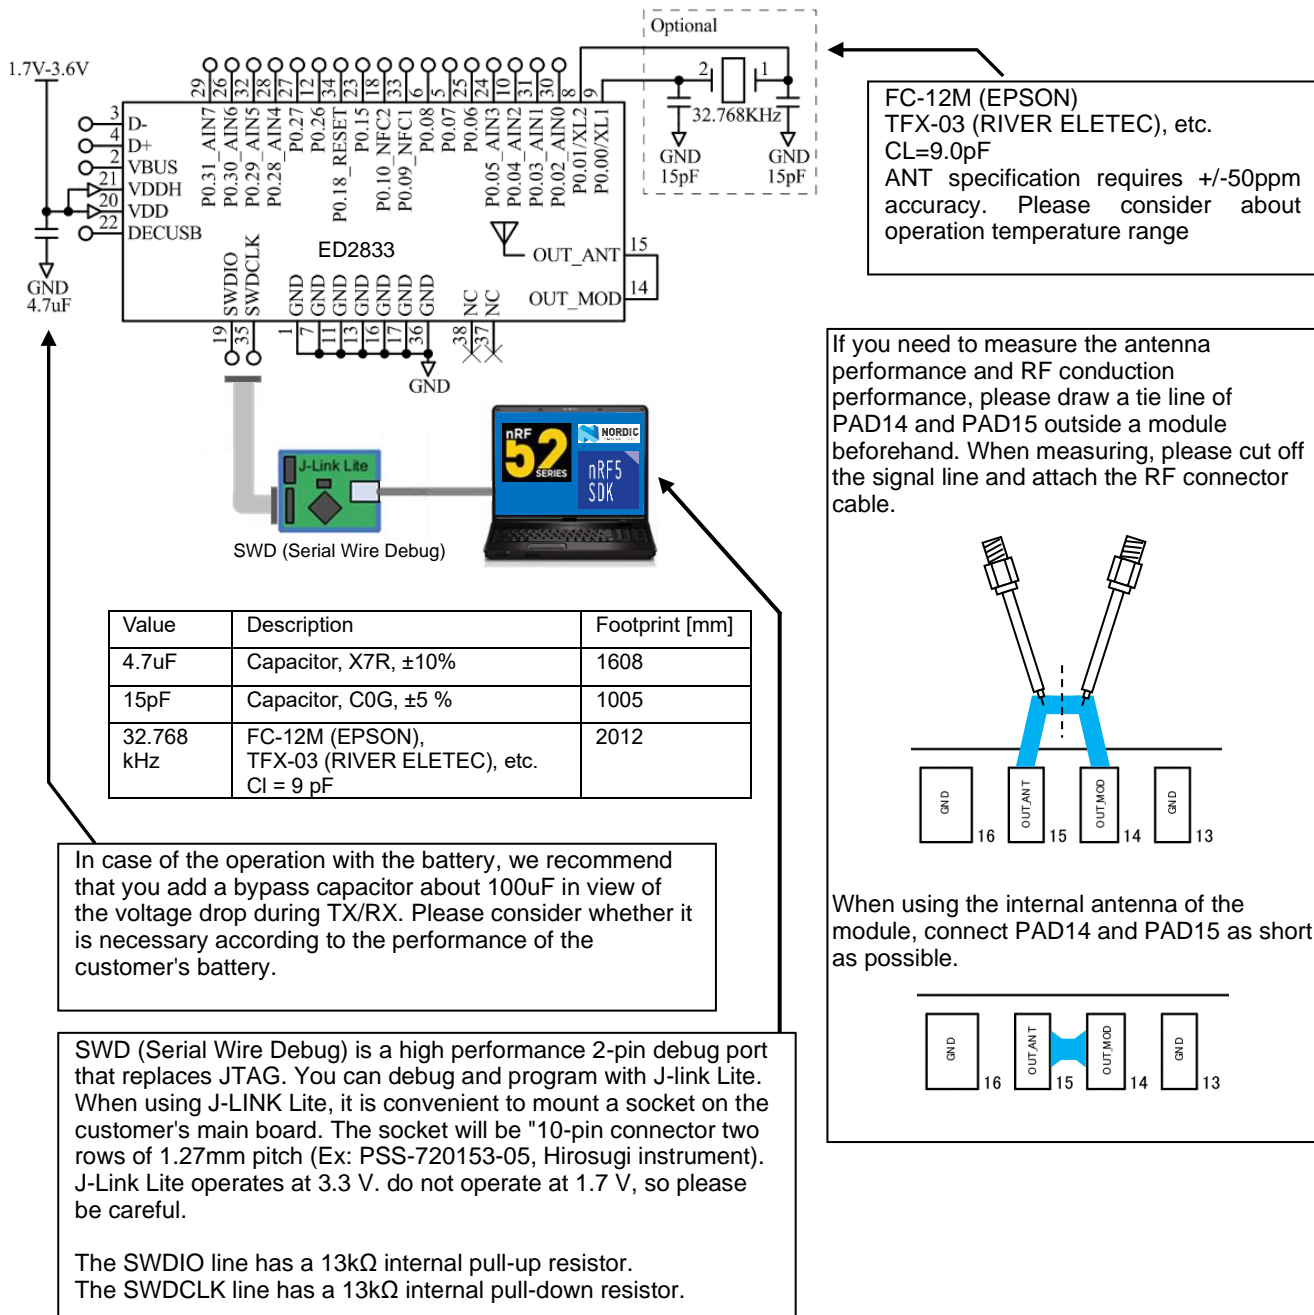 Optional
1.7V-3.6V
29 26 32 28 27 12 34 23 18 33 6 5 25 24 10 31 30 8 9
2 1
32.768KHz
GND
15pF
GND
15pF
3 D-
4 D+
2 VBUS
21 VDDH
20 VDD
22 DECUSB
P0.31_AIN7
P0.30_AIN6
P0.29_AIN5
P0.28_AIN4
P0.27
P0.26
P0.18_RESET
P0.15
P0.10_NFC2
P0.09_NFC1
P0.08
P0.07
P0.06
P0.05_AIN3
P0.04_AIN2
P0.03_AIN1
P0.02_AIN0
P0.01/XL2
P0.00/XL1
ED2833
OUT_ANT 15
OUT_MOD 14
GND
4.7uF
SWDIO
SWDCLK
GND
GND
GND
GND
GND
GND
GND
NC
NC
19 35 1 7 11 13 16 17 36 38 37
GND
FC-12M (EPSON)
TFX-03 (RIVER ELETEC), etc.
CL=9.0pF
ANT specification requires +/-50ppm
accuracy. Please consider about
operation temperature range
J-Link Lite
SWD (Serial Wire Debug)
nRF
52
SERIES
NORDIC
nRF5
SDK
Value Description Footprint [mm]
4.7uF Capacitor, X7R, ±10% 1608
15pF Capacitor, C0G, ±5 % 1005
32.768 FC-12M (EPSON), 2012
kHz TFX-03 (RIVER ELETEC), etc.
Cl = 9 pF
In case of the operation with the battery, we recommend
that you add a bypass capacitor about 100uF in view of
the voltage drop during TX/RX. Please consider whether it
is necessary according to the performance of the
customer's battery.
SWD (Serial Wire Debug) is a high performance 2-pin debug port
that replaces JTAG. You can debug and program with J-link Lite.
When using J-LINK Lite, it is convenient to mount a socket on the
customer's main board. The socket will be "10-pin connector two
rows of 1.27mm pitch (Ex: PSS-720153-05, Hirosugi instrument).
J-Link Lite operates at 3.3 V. do not operate at 1.7 V, so please
be careful.
The SWDIO line has a 13kΩ internal pull-up resistor.
The SWDCLK line has a 13kΩ internal pull-down resistor.
If you need to measure the antenna
performance and RF conduction
performance, please draw a tie line of
PAD14 and PAD15 outside a module
beforehand. When measuring, please cut off
the signal line and attach the RF connector
cable.
GND 16 OUT_ANT 15 OUT_MOD 14 GND 13
When using the internal antenna of the
module, connect PAD14 and PAD15 as short
as possible.
GND 16 OUT_ANT 15 OUT_MOD 14 GND 13